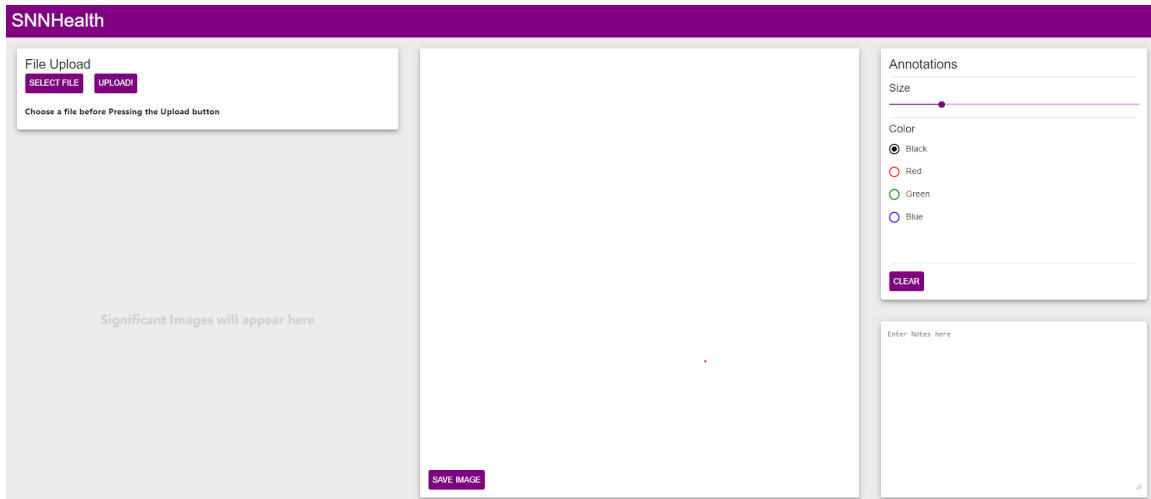 SNNHealth
File Upload
SELECT FILE UPLOAD!
Choose a file before Pressing the Upload button
Significant Images will appear here
SAVE IMAGE
Annotations
Size
Color
Black
Red
Green
Blue
CLEAR
Enter Notes here